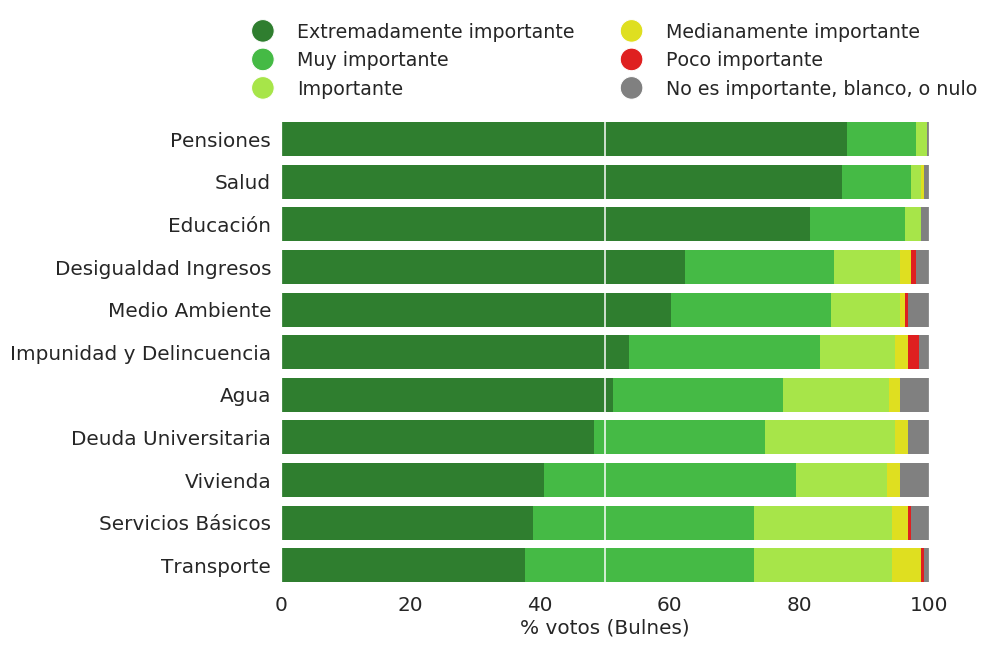 Extremadamente importante
Muy importante
Importante
Medianamente importante
Poco importante
No es importante, blanco, o nulo
Pensiones
Salud
Educación
Desigualdad Ingresos
Medio Ambiente
Impunidad y Delincuencia
Agua
Deuda Universitaria
Vivienda
Servicios Básicos
Transporte
0 20 40 60 80 100
% votos (Bulnes)